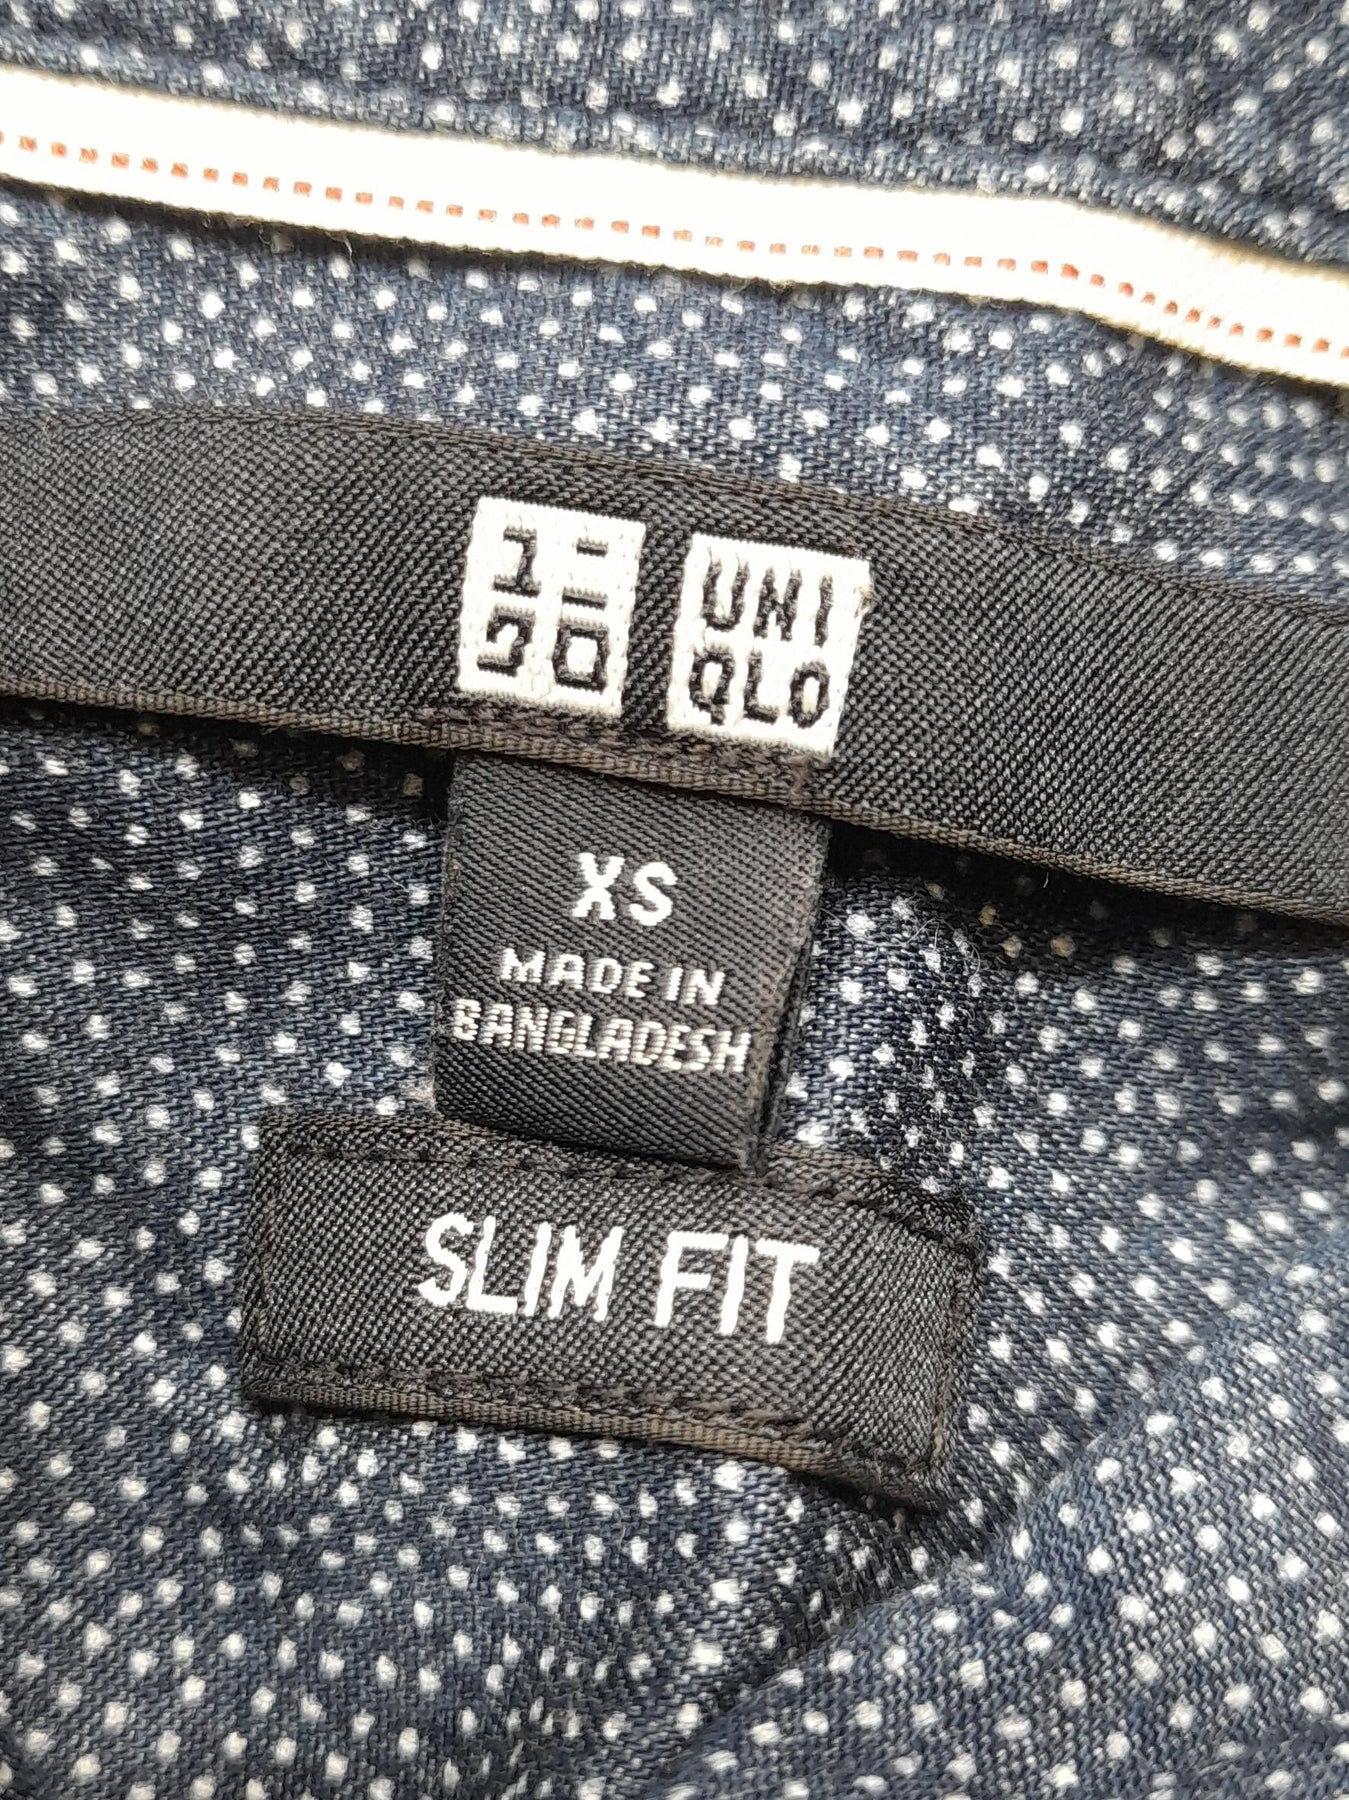 ユニ
クロ
UNI
QLO
XS
MADE IN
BANGLADESH
SLIM FIT